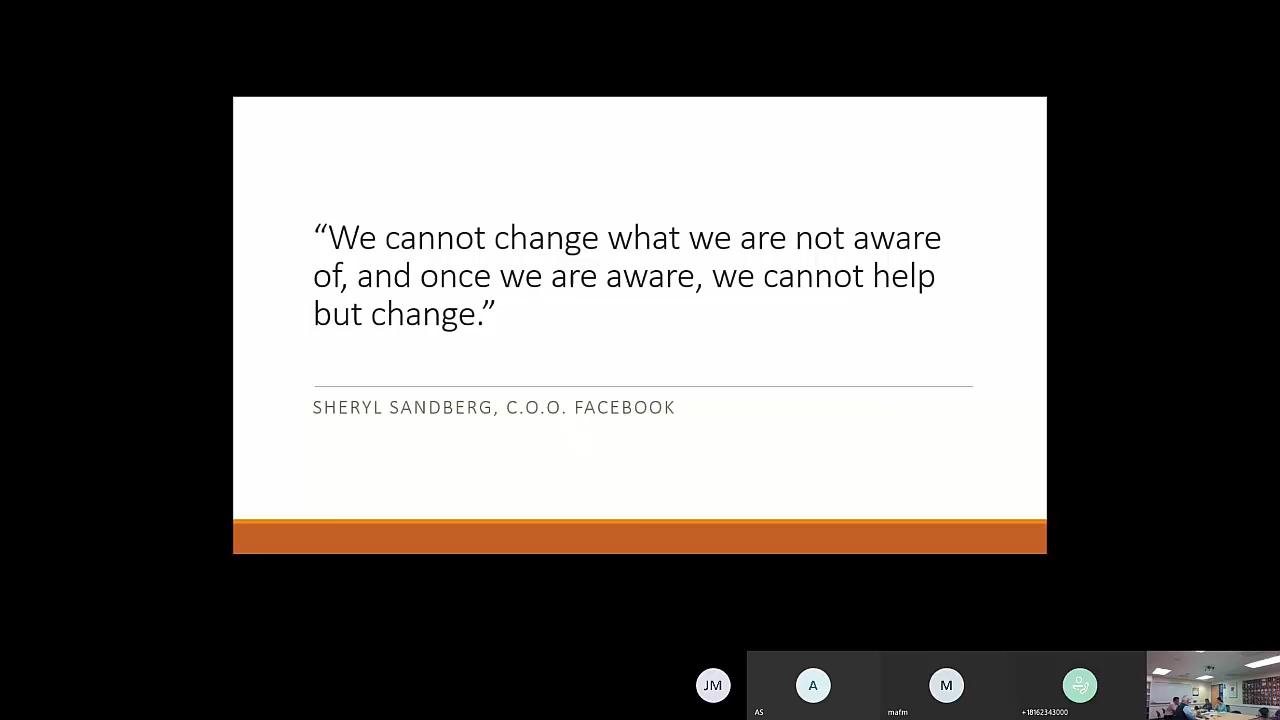 “We cannot change what we are not aware
of, and once we are aware, we cannot help
but change.”
SHERYL SANDBERG, C.O.O. FACEBOOK
JM
A
M
AS
mafm
+18162343000